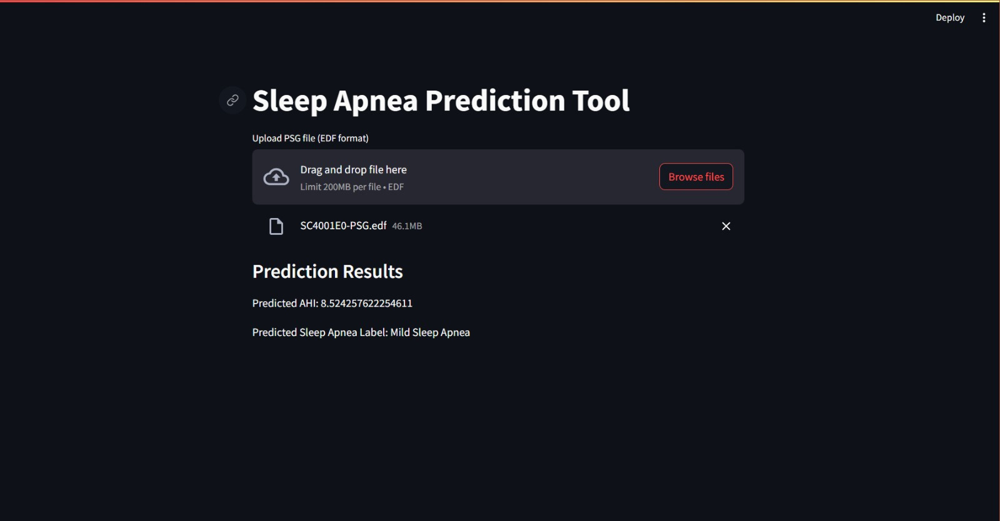 Deploy
Sleep Apnea Prediction Tool
Upload PSG file (EDF format)
Drag and drop file here
Limit 200MB per file • EDF
Browse files
SC4001E0-PSG.edf 46.1MB
Prediction Results
Predicted AHI: 8.524257622254611
Predicted Sleep Apnea Label: Mild Sleep Apnea